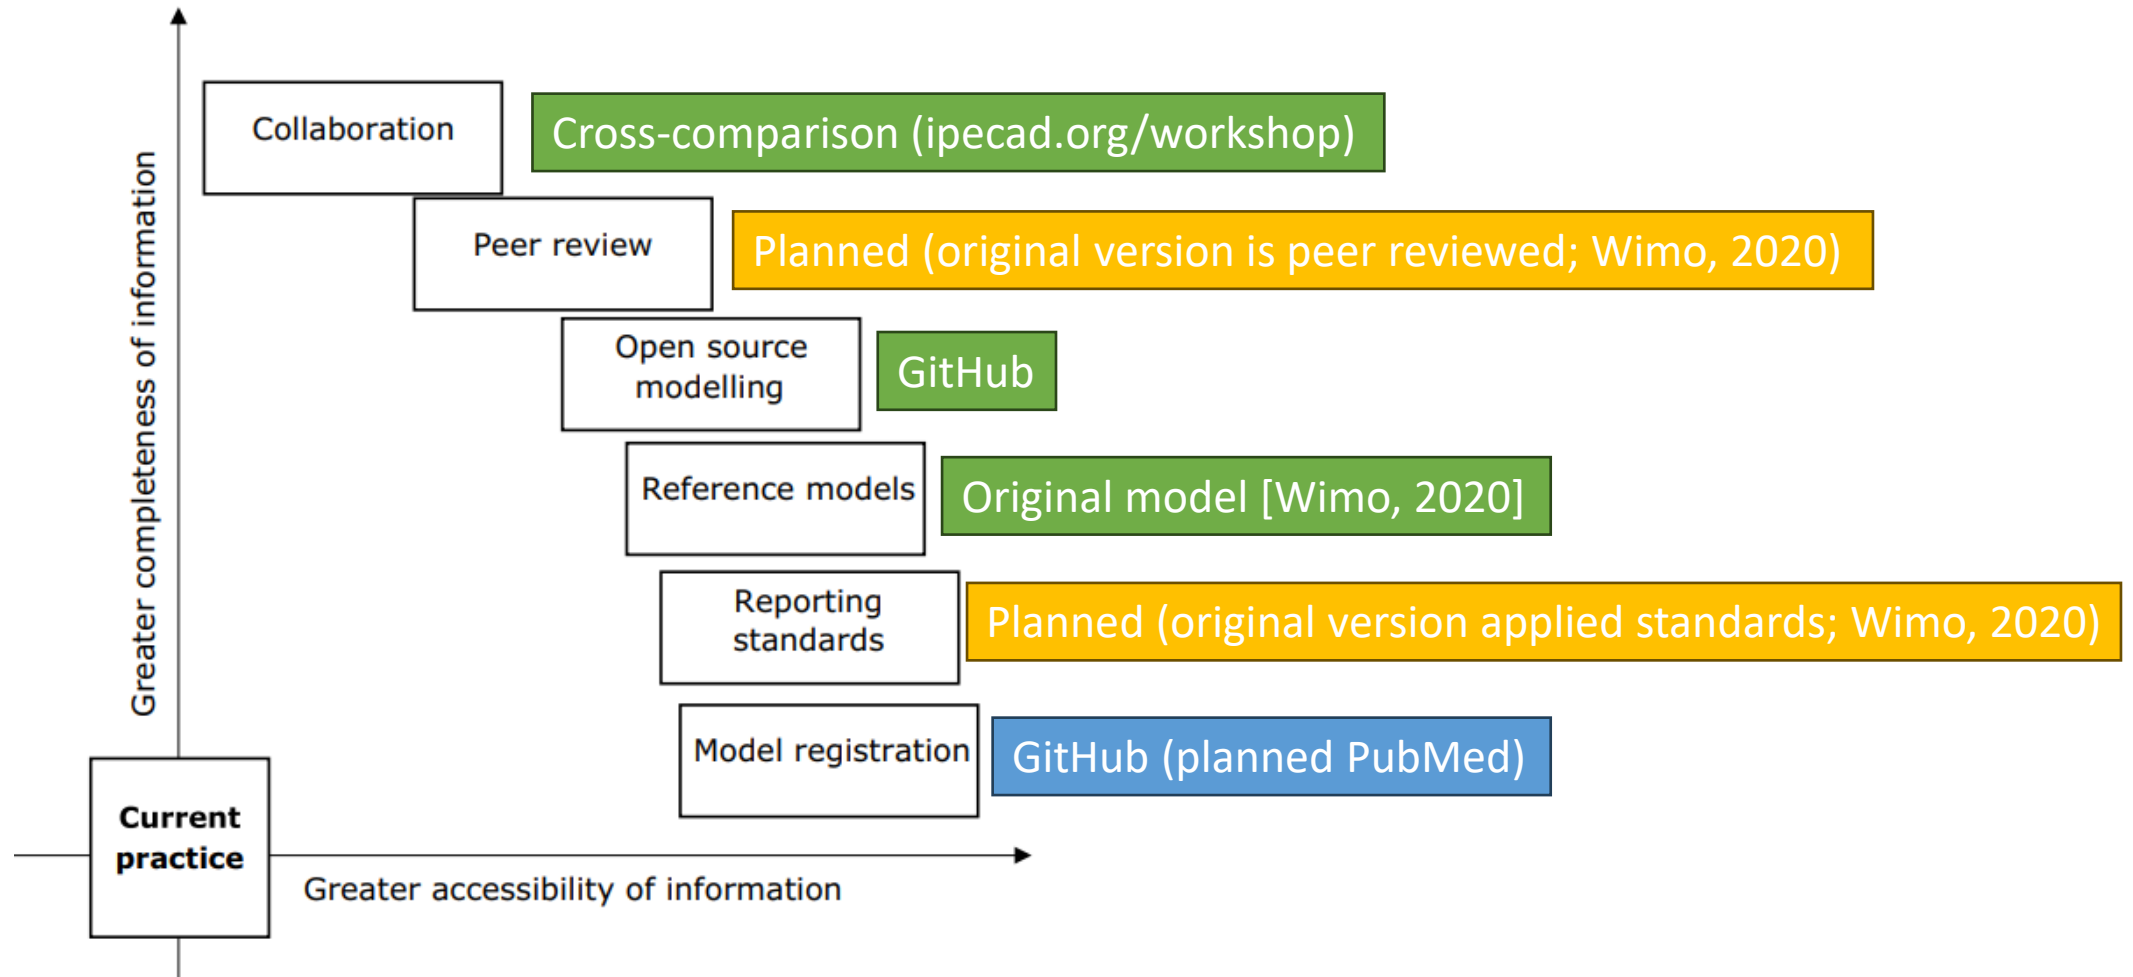 Greater completeness of information
Collaboration
Cross-comparison (ipecad.org/workshop)
Peer review
Planned (original version is peer reviewed; Wimo, 2020)
Open source
modelling
GitHub
Reference models
Original model [Wimo, 2020]
Reporting
standards
Planned (original version applied standards; Wimo, 2020)
Model registration
GitHub (planned PubMed)
Current
practice
Greater accessibility of information